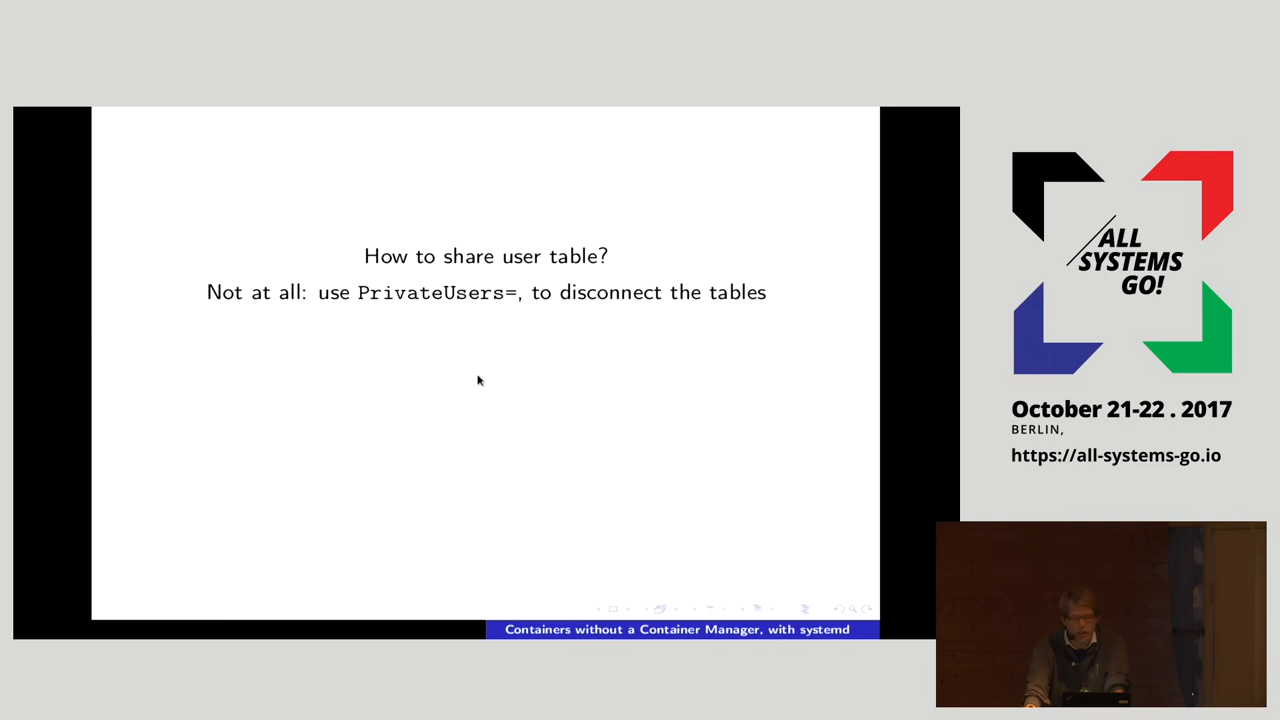 How to share user table?
Not at all: use PrivateUsers=, to disconnect the tables
Containers without a Container Manager, with systemd
ALL
SYSTEMS
GO!
October 21-22 . 2017
BERLIN,
https://all-systems-go.io